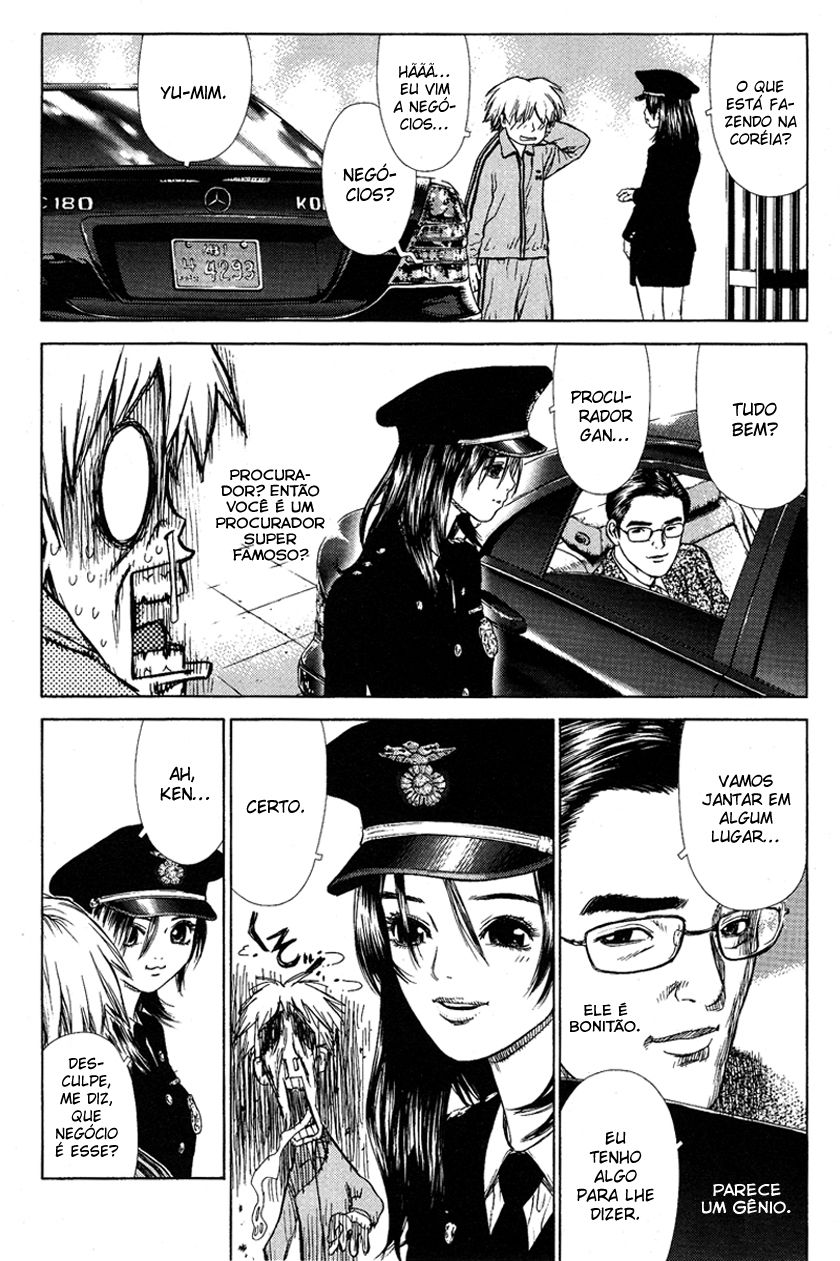 O QUE
ESTÁ FA-
ZENDO NA
CORÉIA?
HÃÃÃ...
EU VIM
A NEGÓ-
CIOS...
NEGÓ-
CIOS?
YU-MIM.
C 180
4293
TUDO
BEM?
PROCU-
RADOR
GAN...
PROCURA-
DOR? ENTÃO
VOCÊ É UM
PROCURADOR
SUPER
FAMOSO?
VAMOS
JANTAR EM
ALGUM
LUGAR...
ELE É
BONITÃO.
EU
TENHO
ALGO
PARA LHE
DIZER.
PARECE
UM GÊNIO.
CERTO.
AH,
KEN...
DES-
CULPE,
ME DIZ,
QUE
NEGÓCIO
É ESSE?